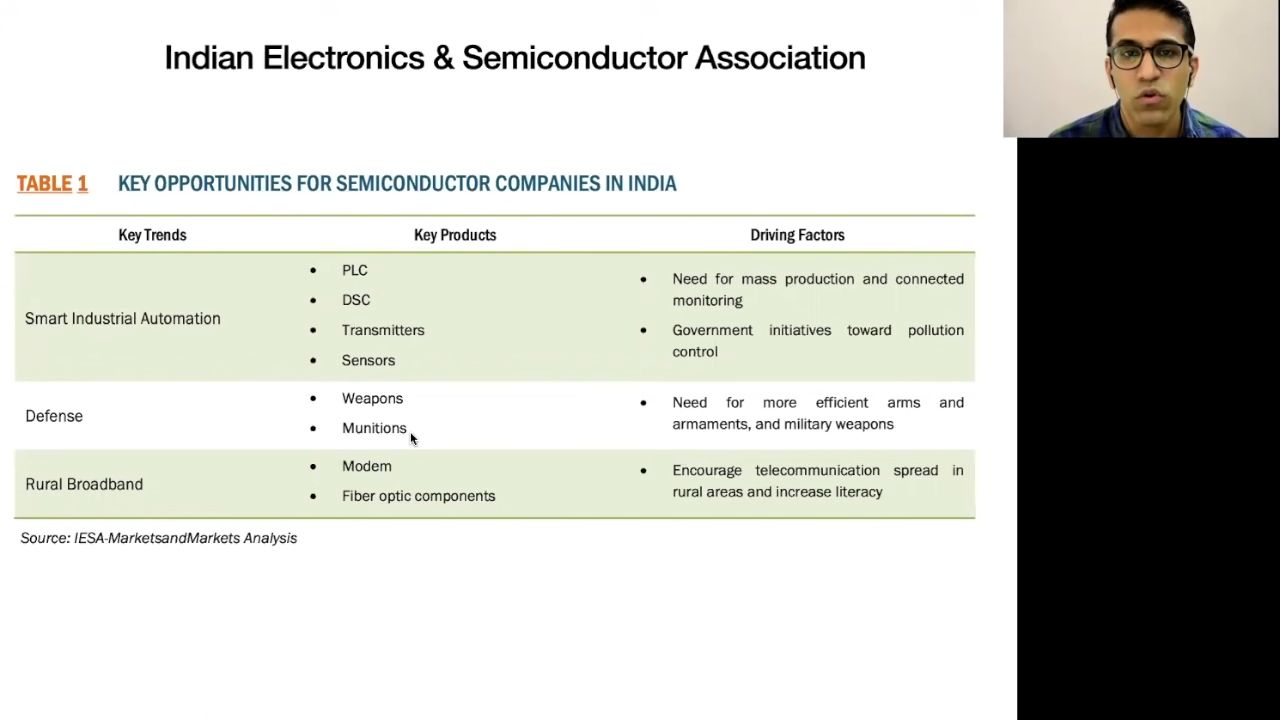 Indian Electronics & Semiconductor Association
TABLE 1 KEY OPPORTUNITIES FOR SEMICONDUCTOR COMPANIES IN INDIA
Key Trends Key Products Driving Factors
Smart Industrial Automation
• PLC
• DSC
• Transmitters
• Sensors
• Need for mass production and connected
monitoring
• Government initiatives toward pollution
control
Defense
• Weapons
• Munitions
• Need for more efficient arms and
armaments, and military weapons
Rural Broadband
• Modem
• Fiber optic components
• Encourage telecommunication spread in
rural areas and increase literacy
Source: IESA-MarketsandMarkets Analysis